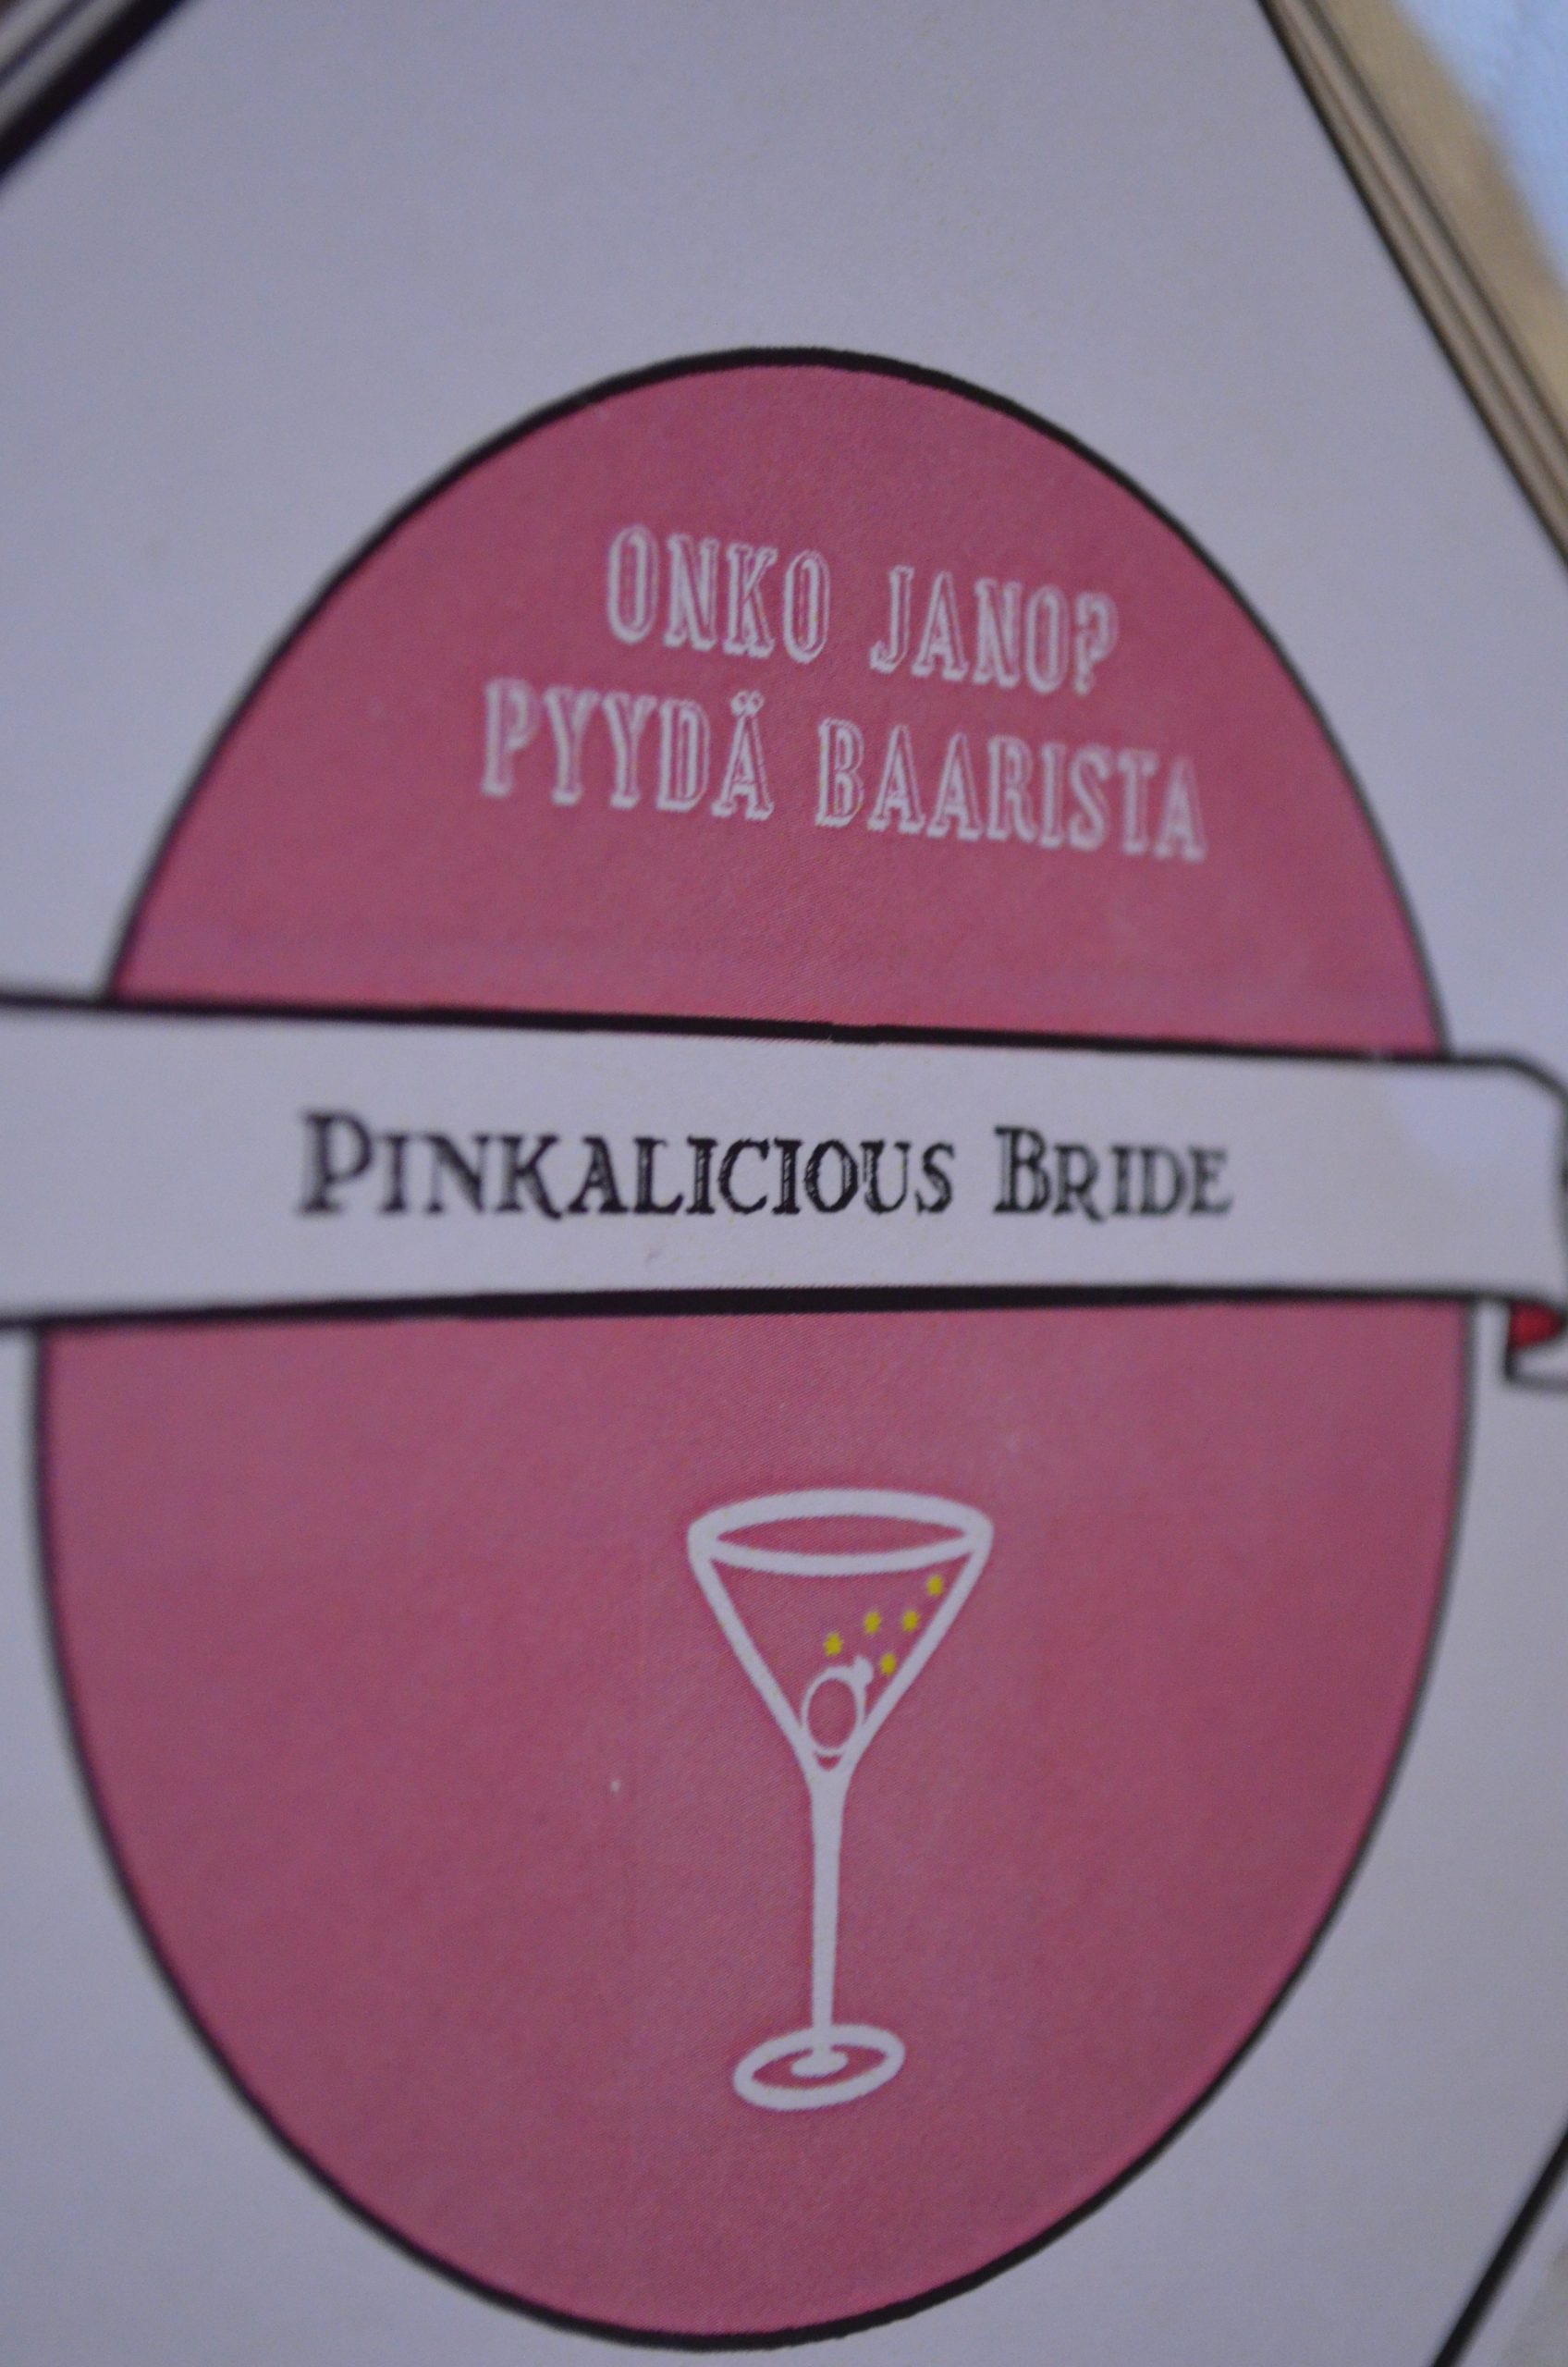 ONKO JANO?
PYYDÄ BAARISTA
PINKALICIOUS BRIDE